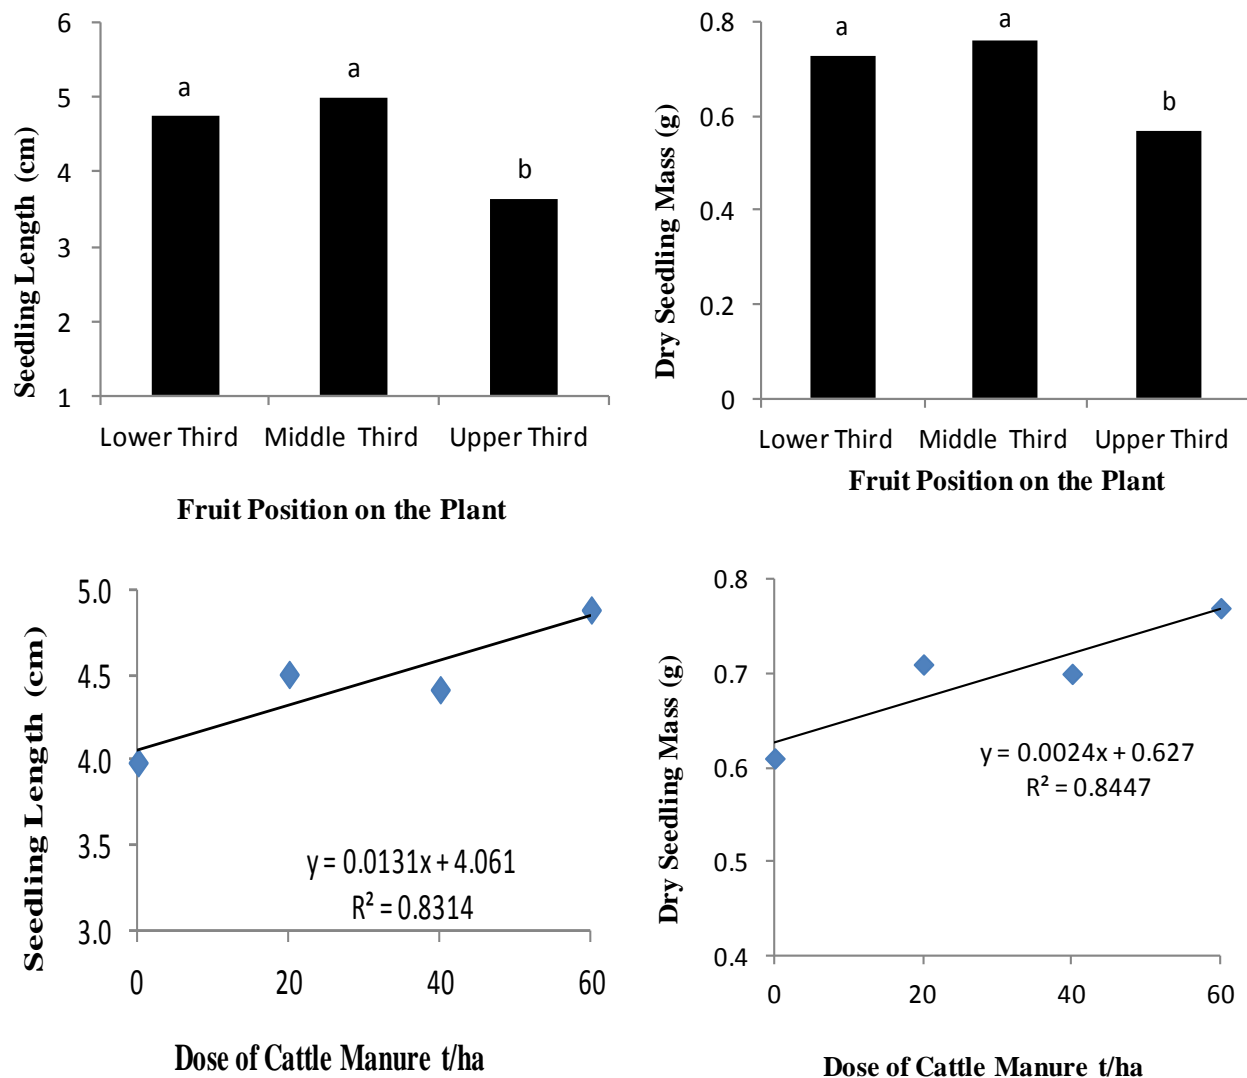 Seedling Length (cm)
6
5
4
3
2
1
a
a
b
Lower Third Middle Third Upper Third
Fruit Position on the Plant
Dry Seedling Mass (g)
0.8
0.6
0.4
0.2
0
a
a
b
Lower Third Middle Third Upper Third
Fruit Position on the Plant
Seedling Length (cm)
5.0
4.5
4.0
3.5
3.0
y = 0.0131x + 4.061
R² = 0.8314
0 20 40 60
Dose of Cattle Manure t/ha
Dry Seedling Mass (g)
0.8
0.7
0.6
0.5
0.4
y = 0.0024x + 0.627
R² = 0.8447
0 20 40 60
Dose of Cattle Manure t/ha